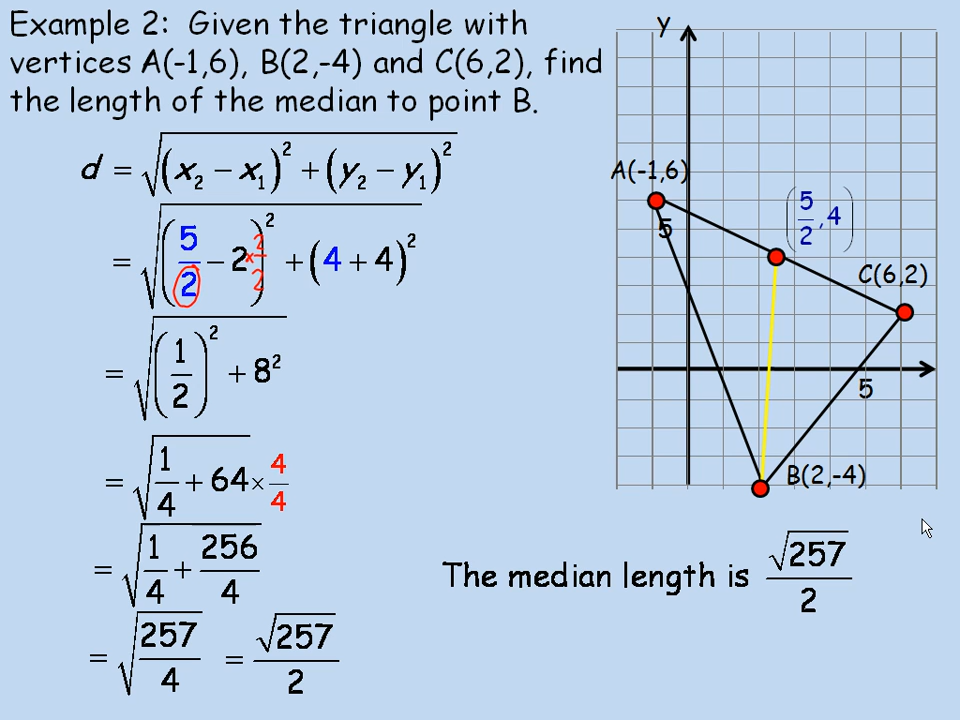 Example 2: Given the triangle with
vertices A(-1,6), B(2,-4) and C(6,2), find
the length of the median to point B.
d = √((x₂ − x₁)² + (y₂ − y₁)²)
= √((5/2 − 2 × 2/2)² + (4 + 4)²)
= √((1/2)² + 8²)
= √(1/4 + 64) × 4/4
= √(1/4 + 256/4)
= √(257/4) = √257/2
The median length is √257/2
y
A(-1,6)
5
(5/2, 4)
C(6,2)
5
B(2,-4)